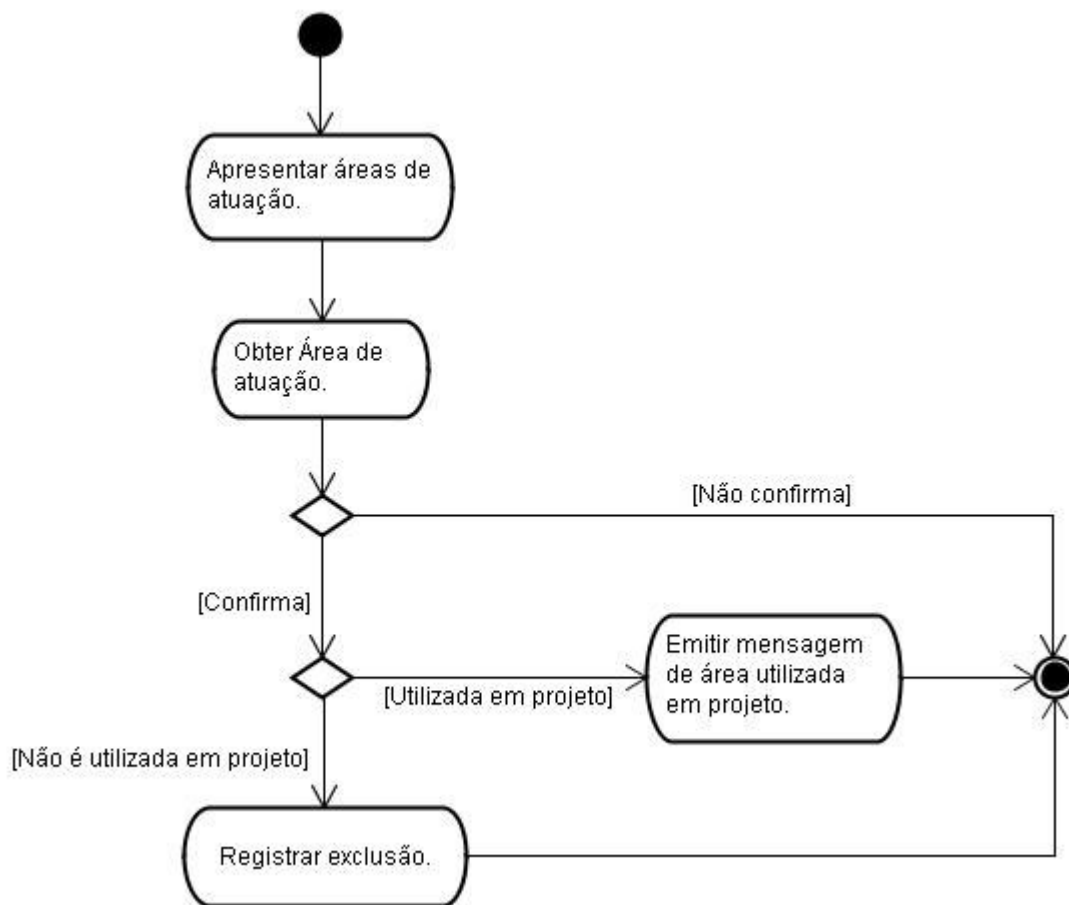 Apresentar áreas de
atuação.
Obter Área de
atuação.
[Não confirma]
[Confirma]
Emitir mensagem
de área utilizada
em projeto.
[Utilizada em projeto]
[Não é utilizada em projeto]
Registrar exclusão.